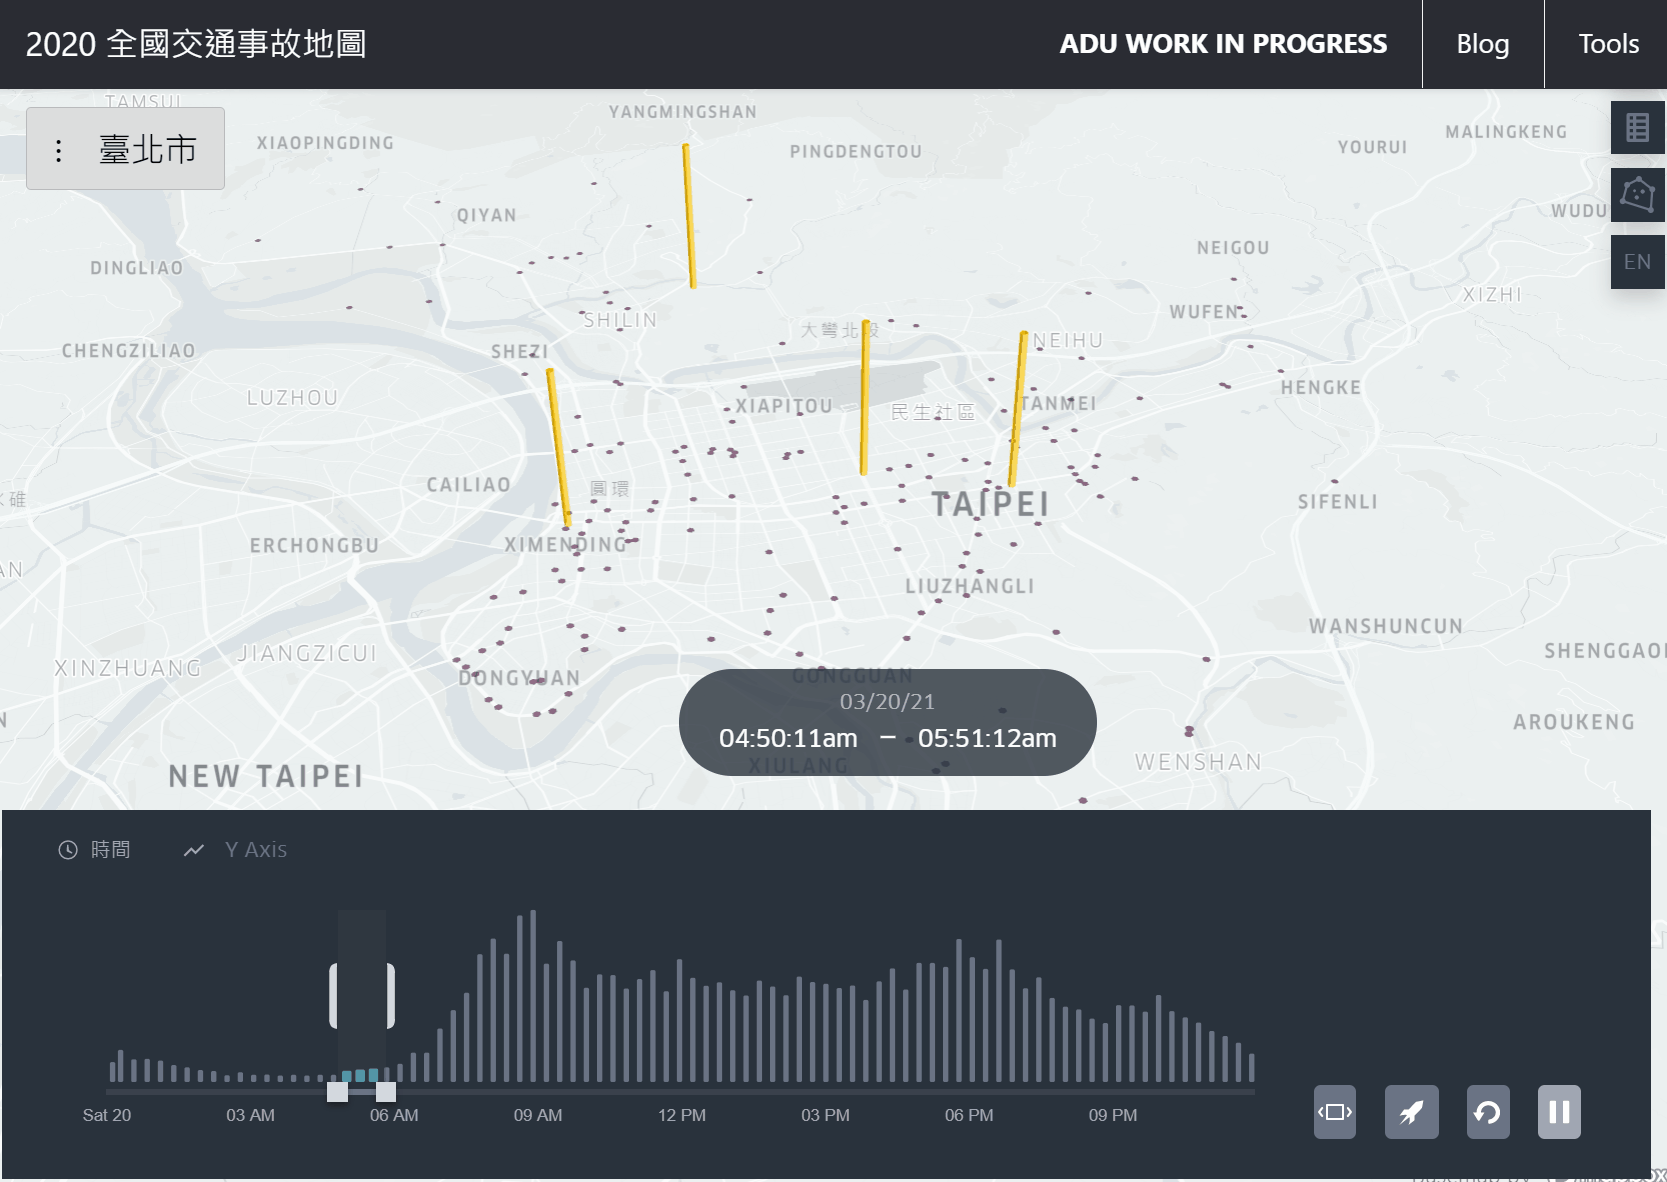 2020 全國交通事故地圖
ADU WORK IN PROGRESS
Blog
Tools
臺北市
TAMSUI
YANGMINGSHAN
XIAOPINGDING
PINGDENGTOU
YOURUI
MALINGKENG
QIYAN
WUDU
NEIGOU
DINGLIAO
EN
XIZHI
WUFEN
SHILIN
大彎北段
NEIHU
CHENGZILIAO
SHEZI
LUZHOU
HENGKE
XIAPITOU
民生社區
TANMEI
CAILIAO
圓環
TAIPEI
SIFENLI
ERCHONGBU
XIMENDING
LIUZHANGLI
WANSHUNCUN
JIANGZICUI
XINZHUANG
SHENGGAO
DONGYUAN
GONGGUAN
03/20/21
AROUKENG
04:50:11am – 05:51:12am
XIULANG
WENSHAN
NEW TAIPEI
時間
Y Axis
Sat 20
03 AM
06 AM
09 AM
12 PM
03 PM
06 PM
09 PM